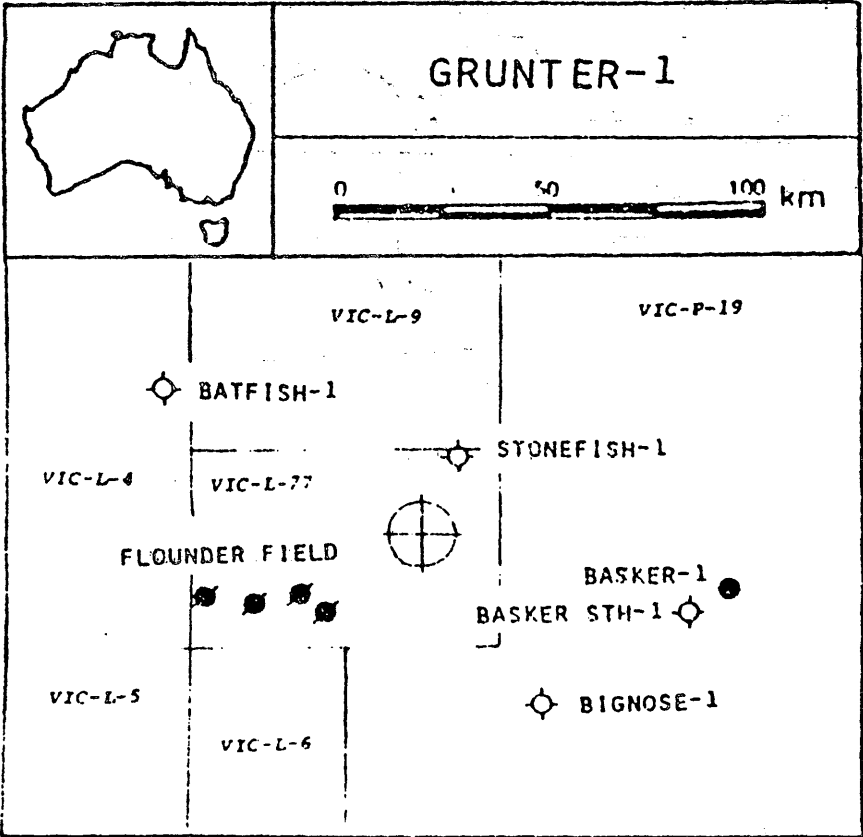 GRUNTER-1
0 50 100 km
VIC-L-9
VIC-P-19
BATFISH-1
STONEFISH-1
VIC-L-4
VIC-L-77
FLOUNDER FIELD
BASKER-1
BASKER STH-1
VIC-L-5
BIGNOSE-1
VIC-L-6